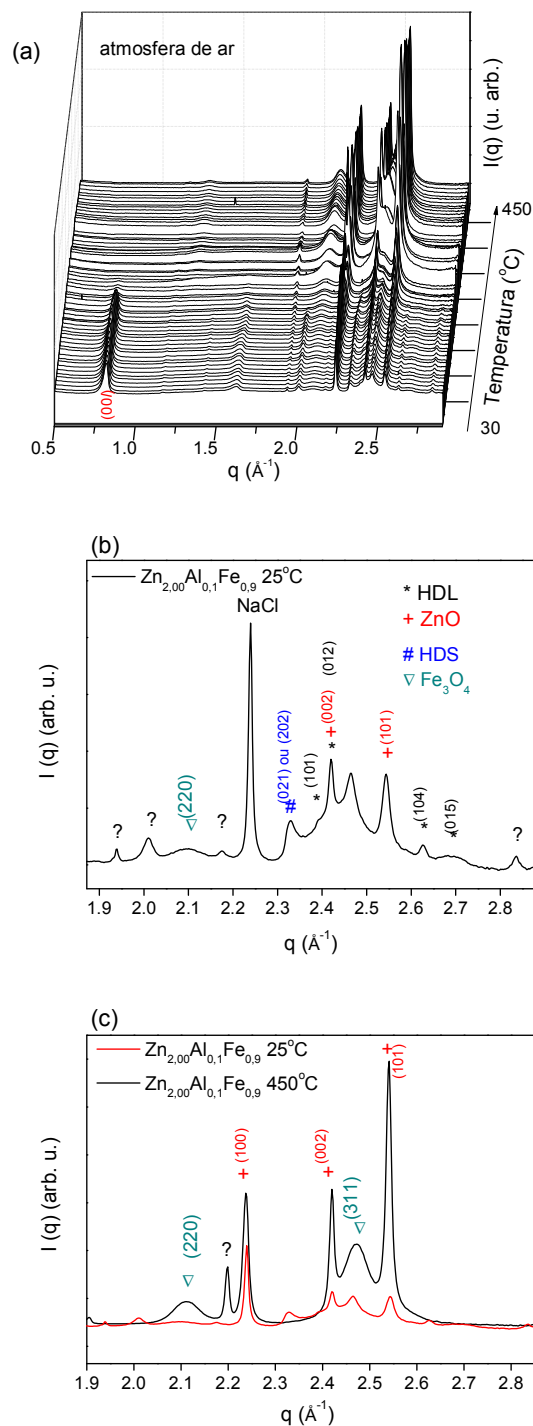 (a)
atmosfera de ar
I(q) (u. arb.)
450
Temperatura (°C)
30
(00l)
0.5 1.0 1.5 2.0 2.5
q (Å⁻¹)
(b)
Zn2,00Al0,1Fe0,9 25°C
NaCl
* HDL
+ ZnO
# HDS
▽ Fe3O4
I (q) (arb. u.)
? ? (220) ▽ ?
(021) ou (202) #
(101) *
+ (002) (012) *
+ (101)
(104) *
(015) *
?
1.9 2.0 2.1 2.2 2.3 2.4 2.5 2.6 2.7 2.8
q (Å⁻¹)
(c)
Zn2,00Al0,1Fe0,9 25°C
Zn2,00Al0,1Fe0,9 450°C
I (q) (arb. u.)
▽ (220)
?
+ (100)
+ (002)
(311) ▽
+ (101)
1.9 2.0 2.1 2.2 2.3 2.4 2.5 2.6 2.7 2.8
q (Å⁻¹)